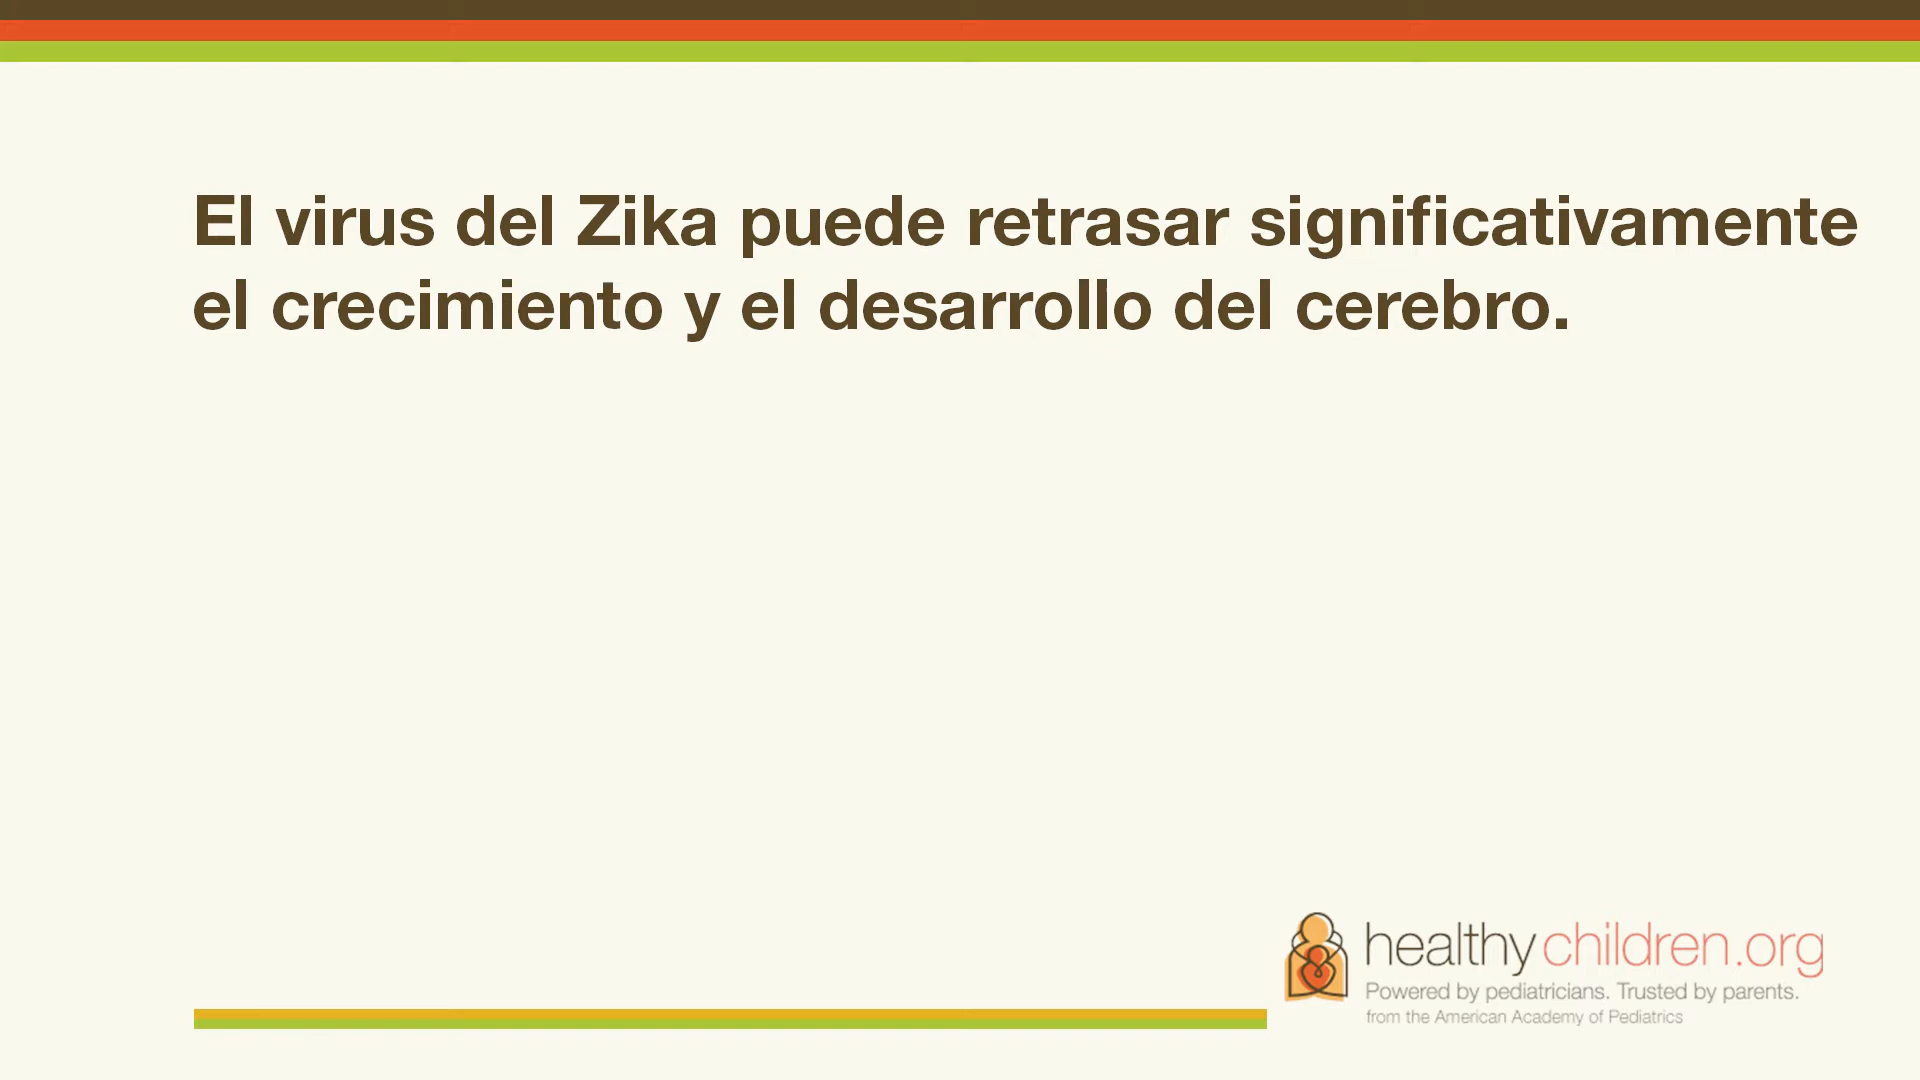 El virus del Zika puede retrasar significativamente
el crecimiento y el desarrollo del cerebro.
healthychildren.org
Powered by pediatricians. Trusted by parents.
from the American Academy of Pediatrics